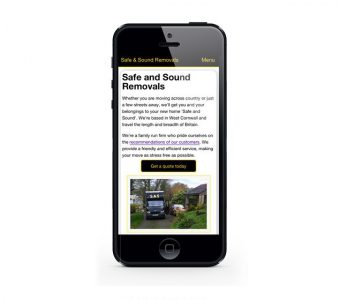 Safe & Sound Removals Menu
Safe and Sound
Removals
Whether you are moving across country or just
a few streets away, we'll get you and your
belongings to your new home 'Safe and
Sound'. We're based in West Cornwall and
travel the length and breadth of Britain.
We're a family run firm who pride ourselves on
the recommendations of our customers. We
provide a friendly and efficient service, making
your move as stress free as possible.
Get a quote today
SAS